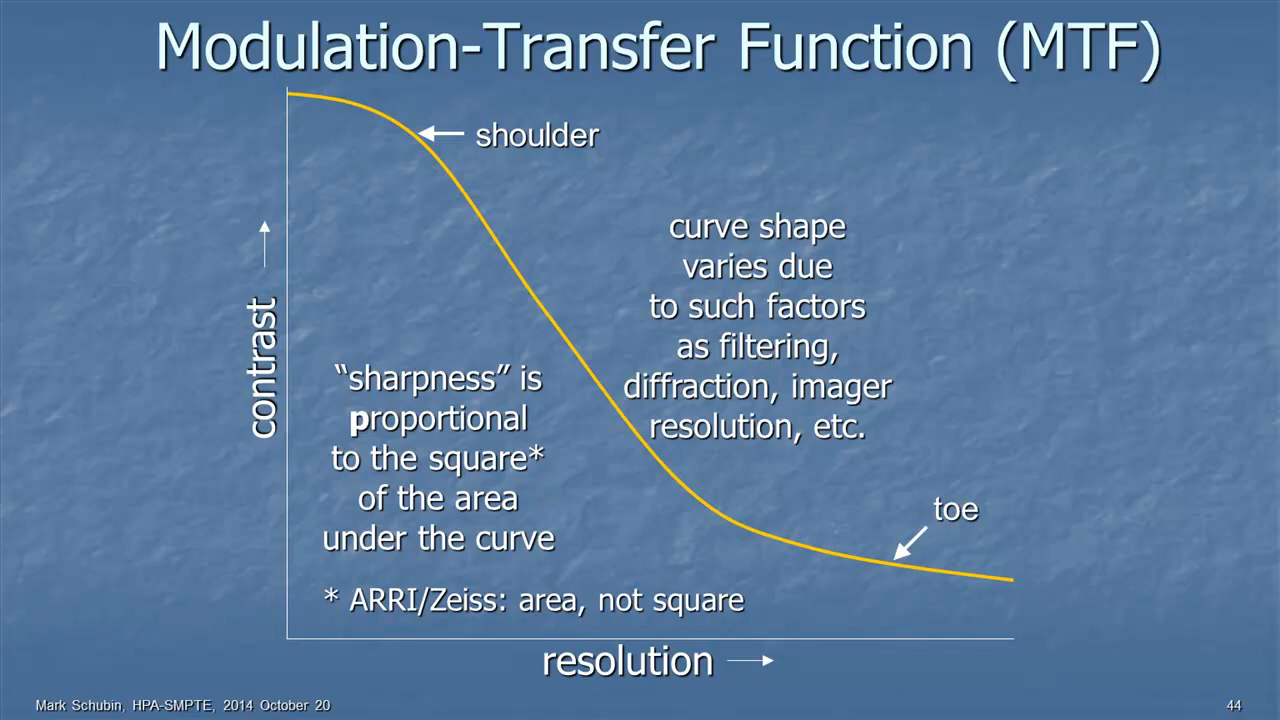 Modulation-Transfer Function (MTF)
shoulder
curve shape
varies due
to such factors
as filtering,
diffraction, imager
resolution, etc.
contrast
“sharpness” is
proportional
to the square*
of the area
under the curve
toe
* ARRI/Zeiss: area, not square
resolution
Mark Schubin, HPA-SMPTE, 2014 October 20
44